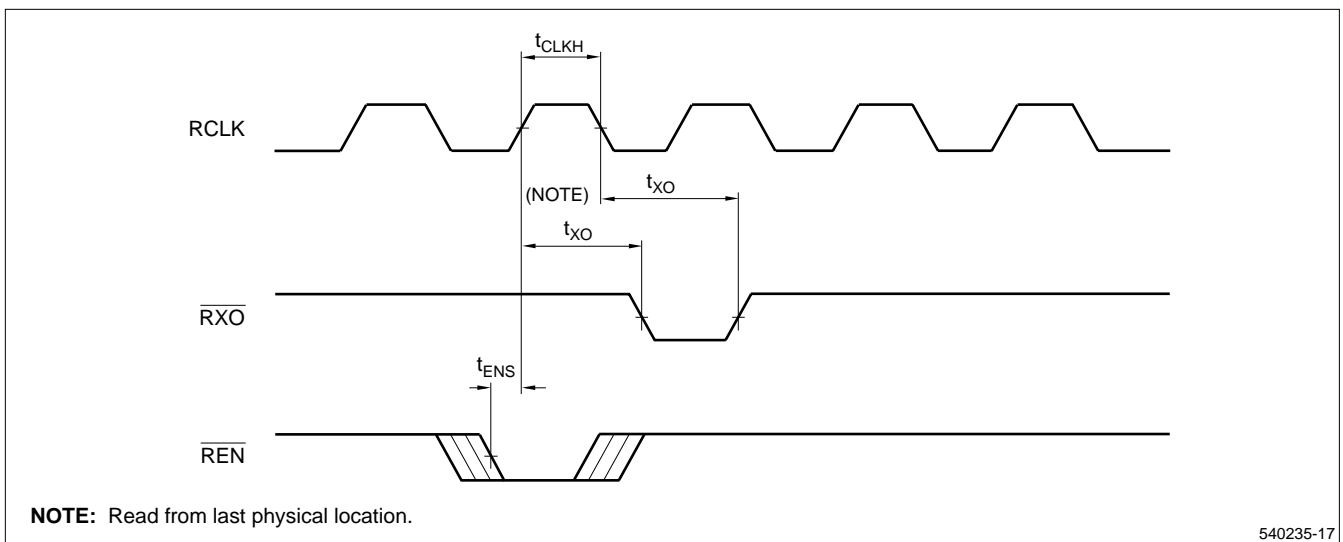 t_CLKH
RCLK
(NOTE)
t_XO
t_XO
RXO
t_ENS
REN
NOTE: Read from last physical location.
540235-17